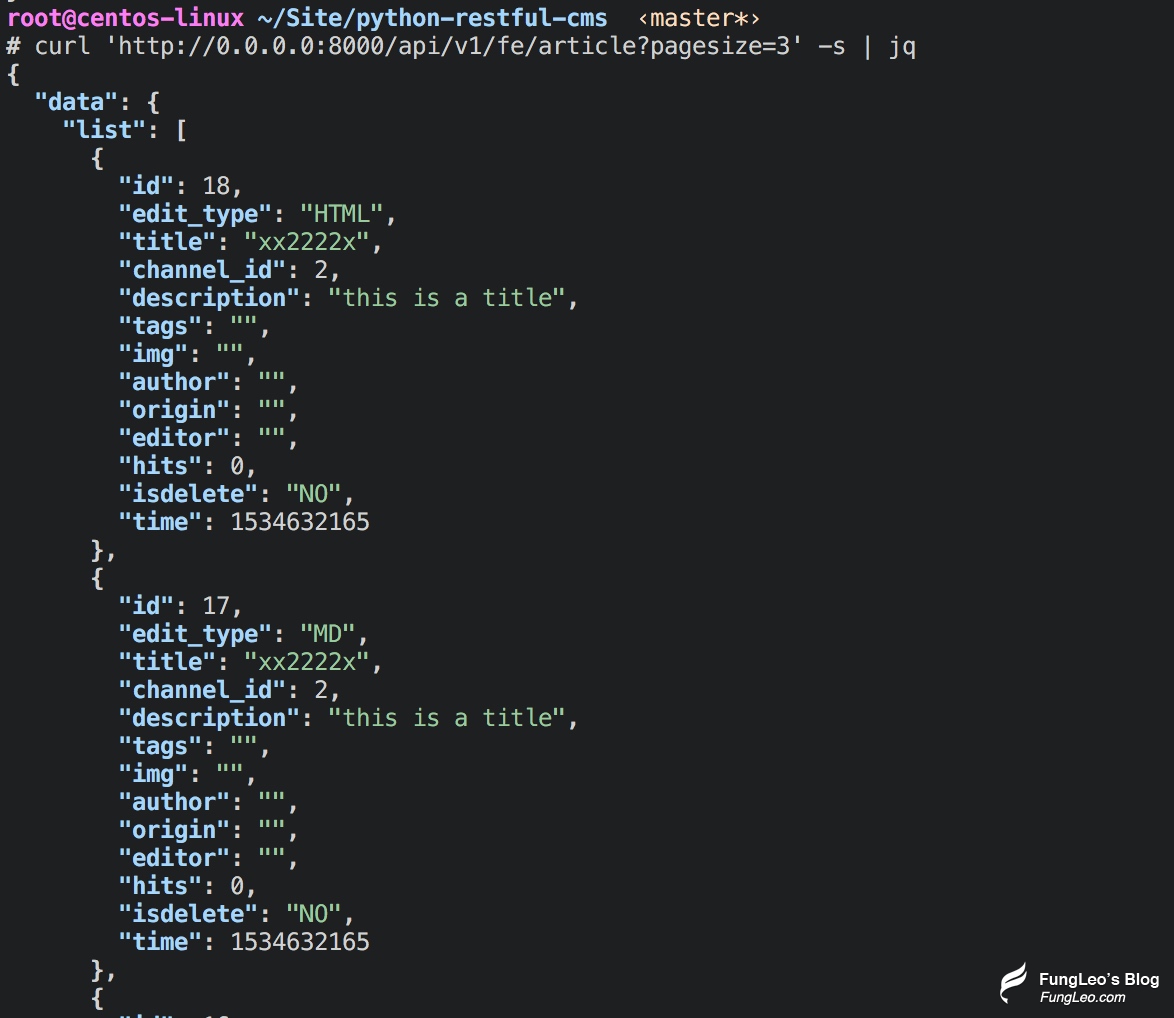 root@centos-linux ~/Site/python-restful-cms ‹master*›
# curl 'http://0.0.0.0:8000/api/v1/fe/article?pagesize=3' -s | jq
{
  "data": {
    "list": [
      {
        "id": 18,
        "edit_type": "HTML",
        "title": "xx2222x",
        "channel_id": 2,
        "description": "this is a title",
        "tags": "",
        "img": "",
        "author": "",
        "origin": "",
        "editor": "",
        "hits": 0,
        "isdelete": "NO",
        "time": 1534632165
      },
      {
        "id": 17,
        "edit_type": "MD",
        "title": "xx2222x",
        "channel_id": 2,
        "description": "this is a title",
        "tags": "",
        "img": "",
        "author": "",
        "origin": "",
        "editor": "",
        "hits": 0,
        "isdelete": "NO",
        "time": 1534632165
      },
      {
FungLeo's Blog
FungLeo.com